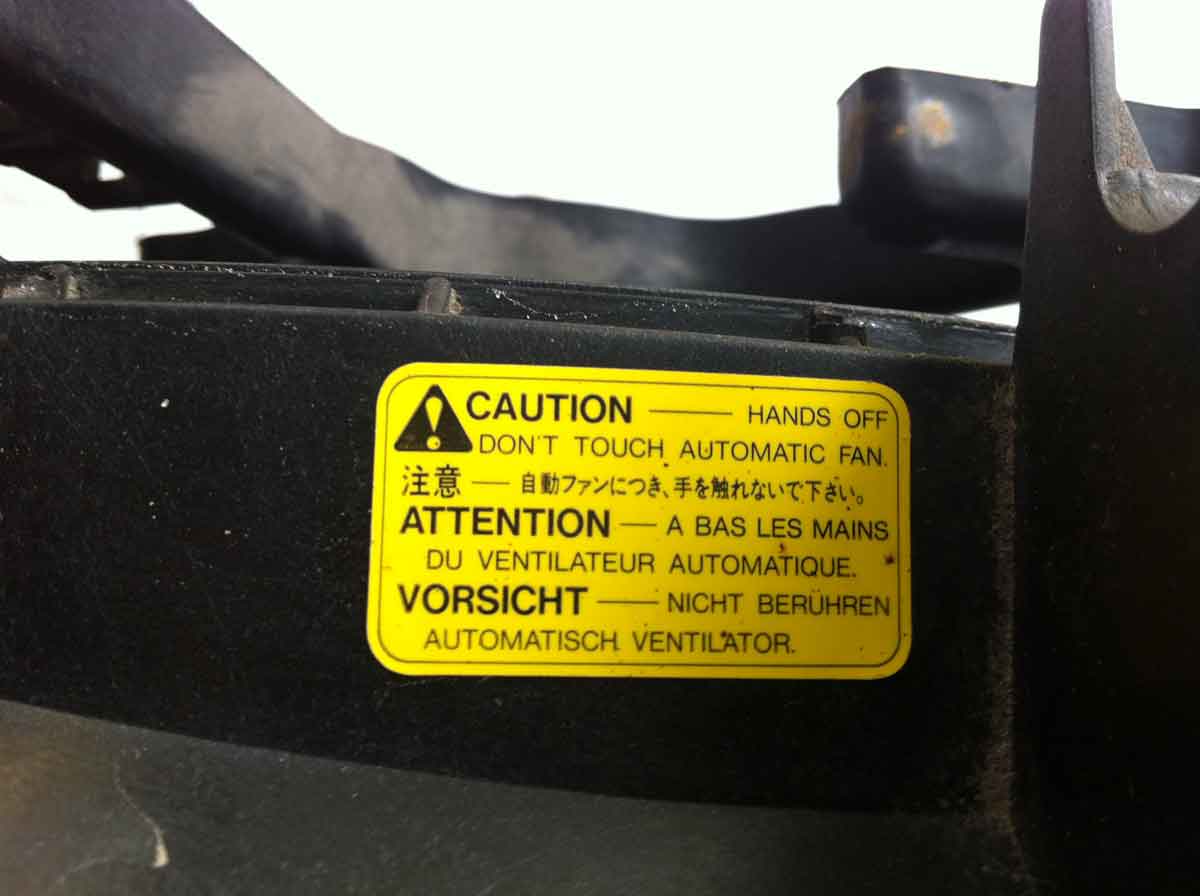 CAUTION — HANDS OFF
DON'T TOUCH AUTOMATIC FAN.
注意 — 自動ファンにつき、手を触れないで下さい。
ATTENTION — A BAS LES MAINS
DU VENTILATEUR AUTOMATIQUE.
VORSICHT — NICHT BERÜHREN
AUTOMATISCH VENTILATOR.